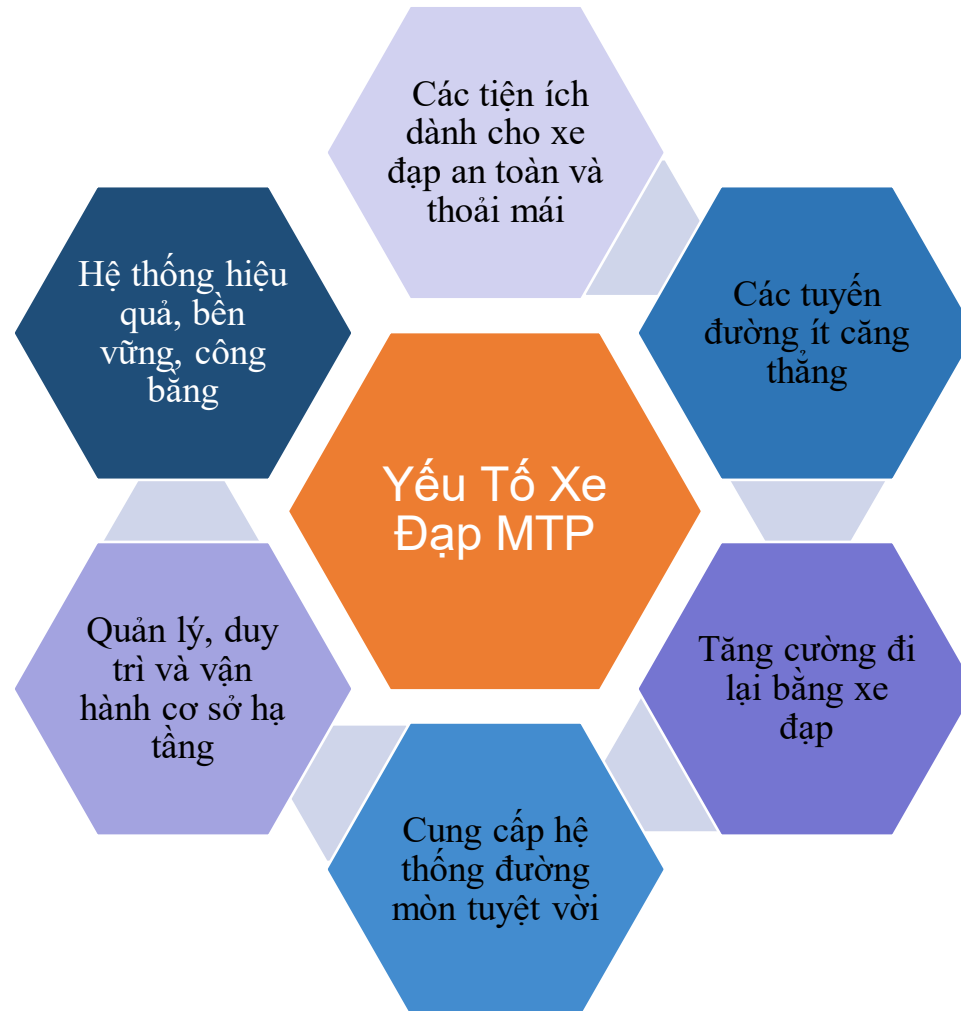 Các tiện ích
dành cho xe
đạp an toàn và
thoải mái
Các tuyến
đường ít căng
thẳng
Tăng cường đi
lại bằng xe
đạp
Cung cấp hệ
thống đường
mòn tuyệt vời
Quản lý, duy
trì và vận
hành cơ sở hạ
tầng
Hệ thống hiệu
quả, bền
vững, công
bằng
Yếu Tố Xe
Đạp MTP